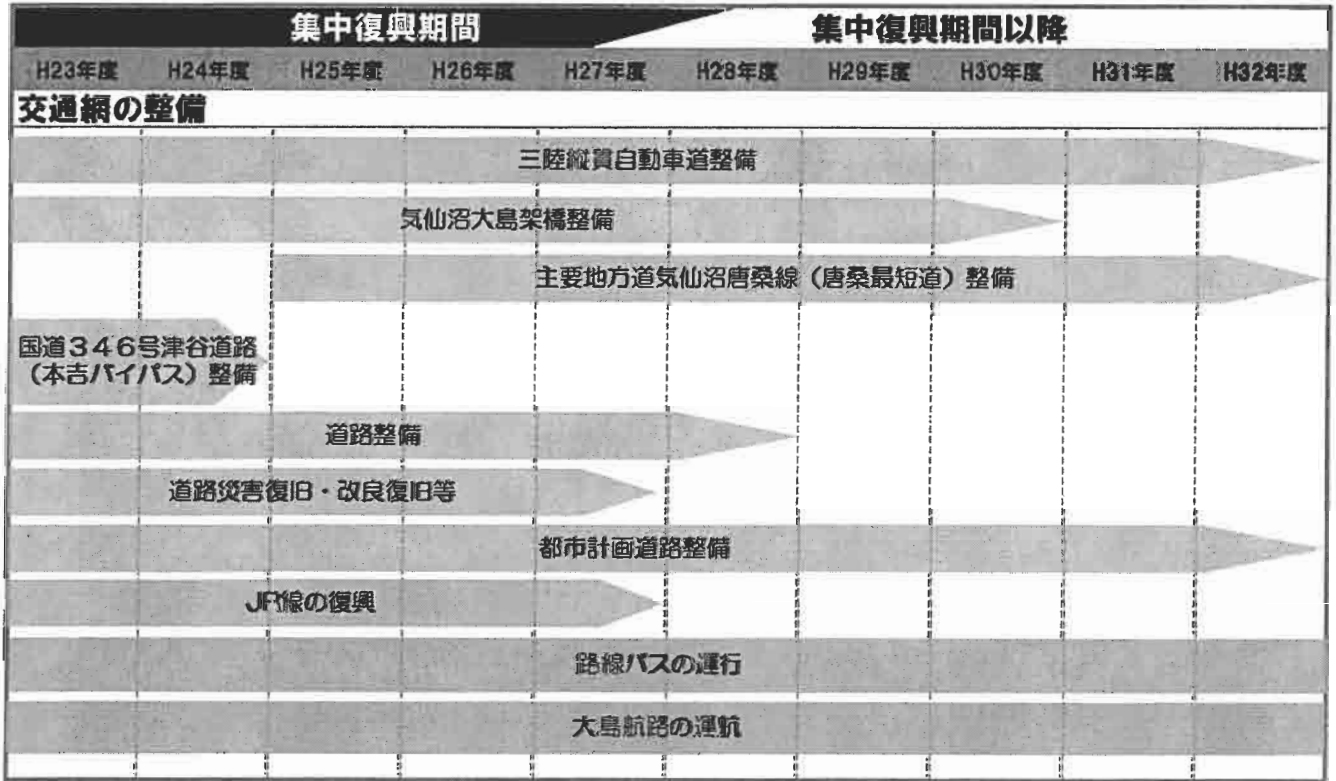 集中復興期間
集中復興期間以降
H23年度 H24年度 H25年度 H26年度 H27年度 H28年度 H29年度 H30年度 H31年度 H32年度
交通網の整備
三陸縦貫自動車道整備
気仙沼大島架橋整備
主要地方道気仙沼唐桑線（唐桑最短道）整備
国道３４６号津谷道路
（本吉バイパス）整備
道路整備
道路災害復旧・改良復旧等
都市計画道路整備
JR線の復興
路線バスの運行
大島航路の運航